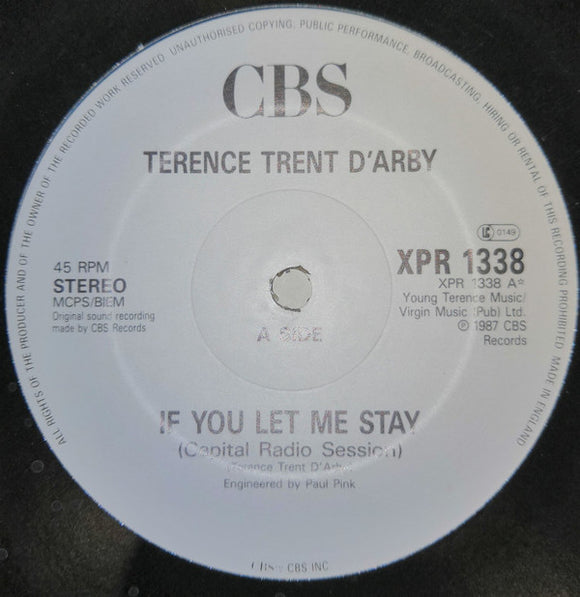 ALL RIGHTS OF THE PRODUCER AND OF THE OWNER OF THE RECORDED WORK RESERVED. UNAUTHORISED COPYING, PUBLIC PERFORMANCE, BROADCASTING, HIRING OR RENTAL OF THIS RECORDING PROHIBITED. MADE IN ENGLAND
CBS
TERENCE TRENT D'ARBY
LC 0149
45 RPM
STEREO
MCPS/BIEM
Original sound recording
made by CBS Records
XPR 1338
XPR 1338 A*
Young Terence Music/
Virgin Music (Pub) Ltd.
℗ 1987 CBS
Records
A SIDE
IF YOU LET ME STAY
(Capital Radio Session)
(Terence Trent D'Arby)
Engineered by Paul Pink
CBS CBS INC